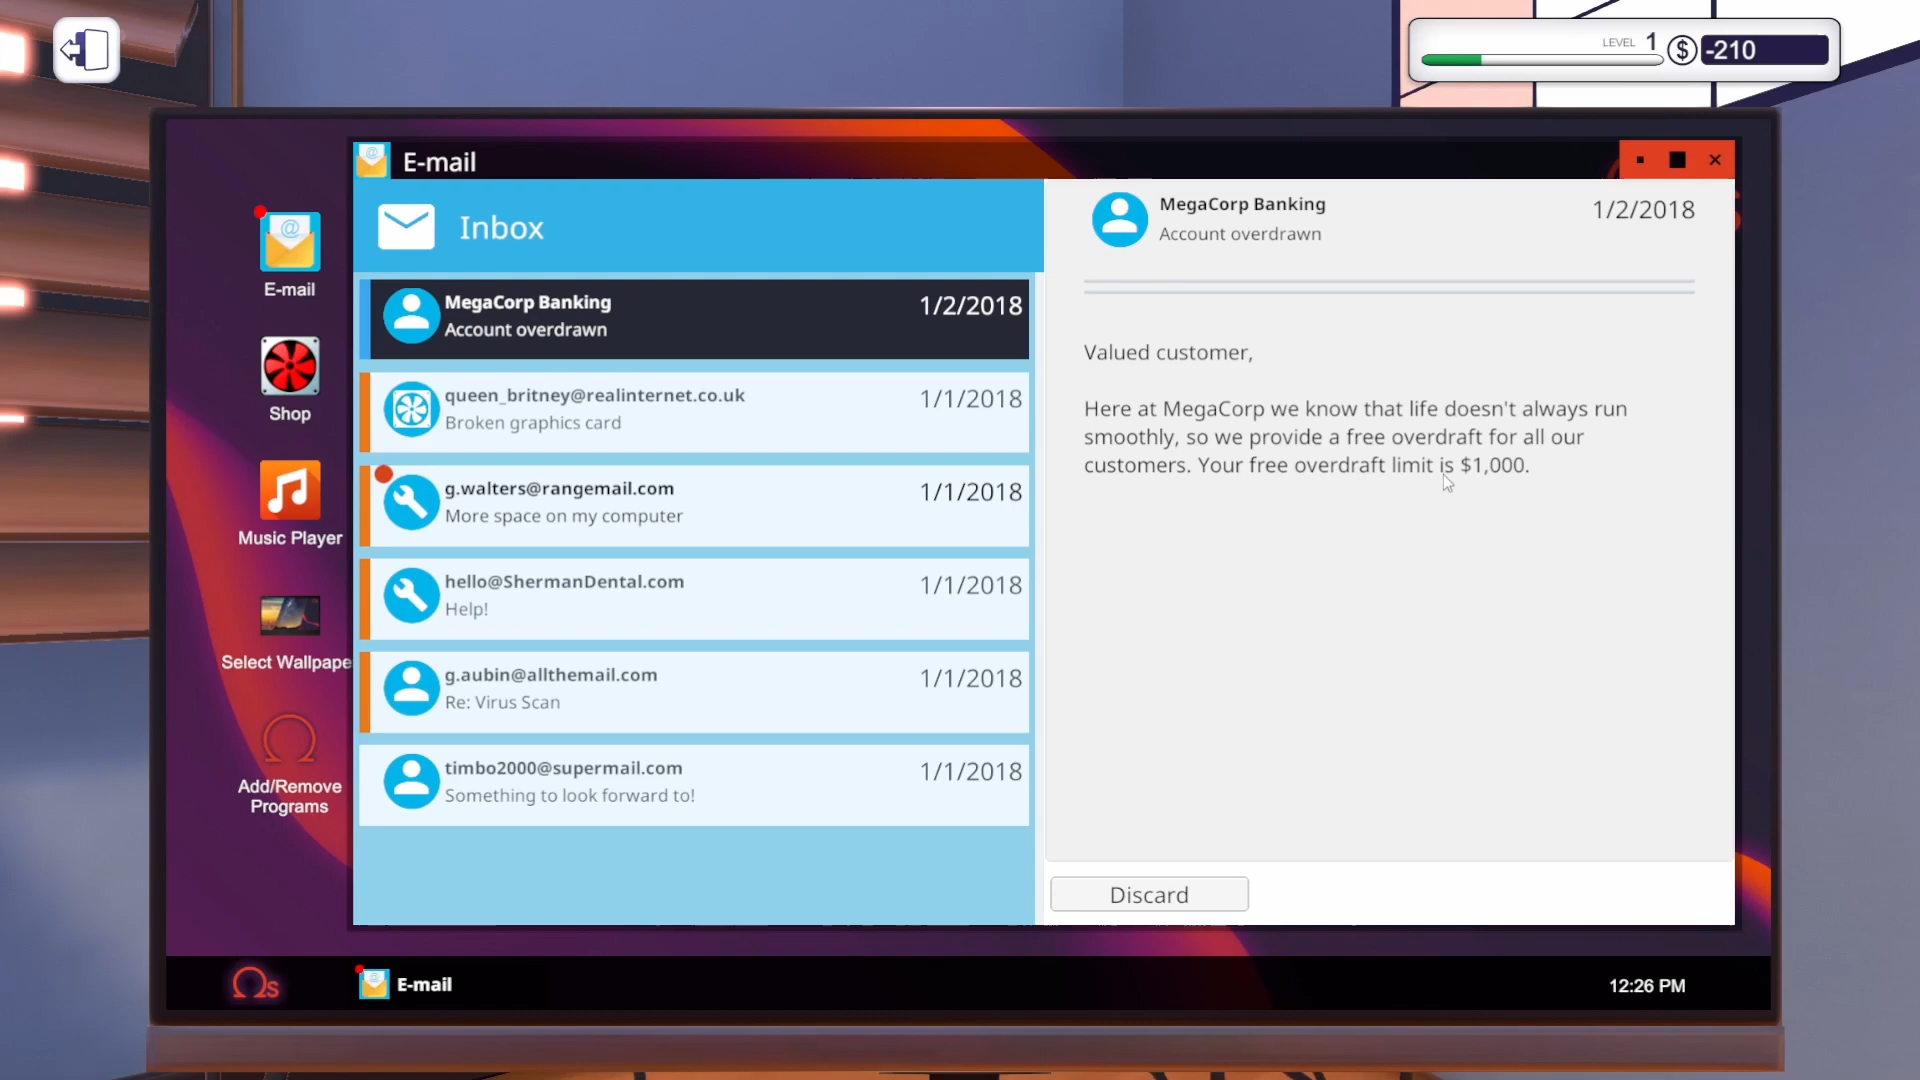 LEVEL 1
$ -210
E-mail
Inbox
MegaCorp Banking
1/2/2018
Account overdrawn
queen_britney@realinternet.co.uk
1/1/2018
Broken graphics card
g.walters@rangemail.com
1/1/2018
More space on my computer
hello@ShermanDental.com
1/1/2018
Help!
g.aubin@allthemail.com
1/1/2018
Re: Virus Scan
timbo2000@supermail.com
1/1/2018
Something to look forward to!
MegaCorp Banking
1/2/2018
Account overdrawn
Valued customer,
Here at MegaCorp we know that life doesn't always run
smoothly, so we provide a free overdraft for all our
customers. Your free overdraft limit is $1,000.
Discard
E-mail
Shop
Music Player
Select Wallpape
Add/Remove
Programs
Ωs
E-mail
12:26 PM